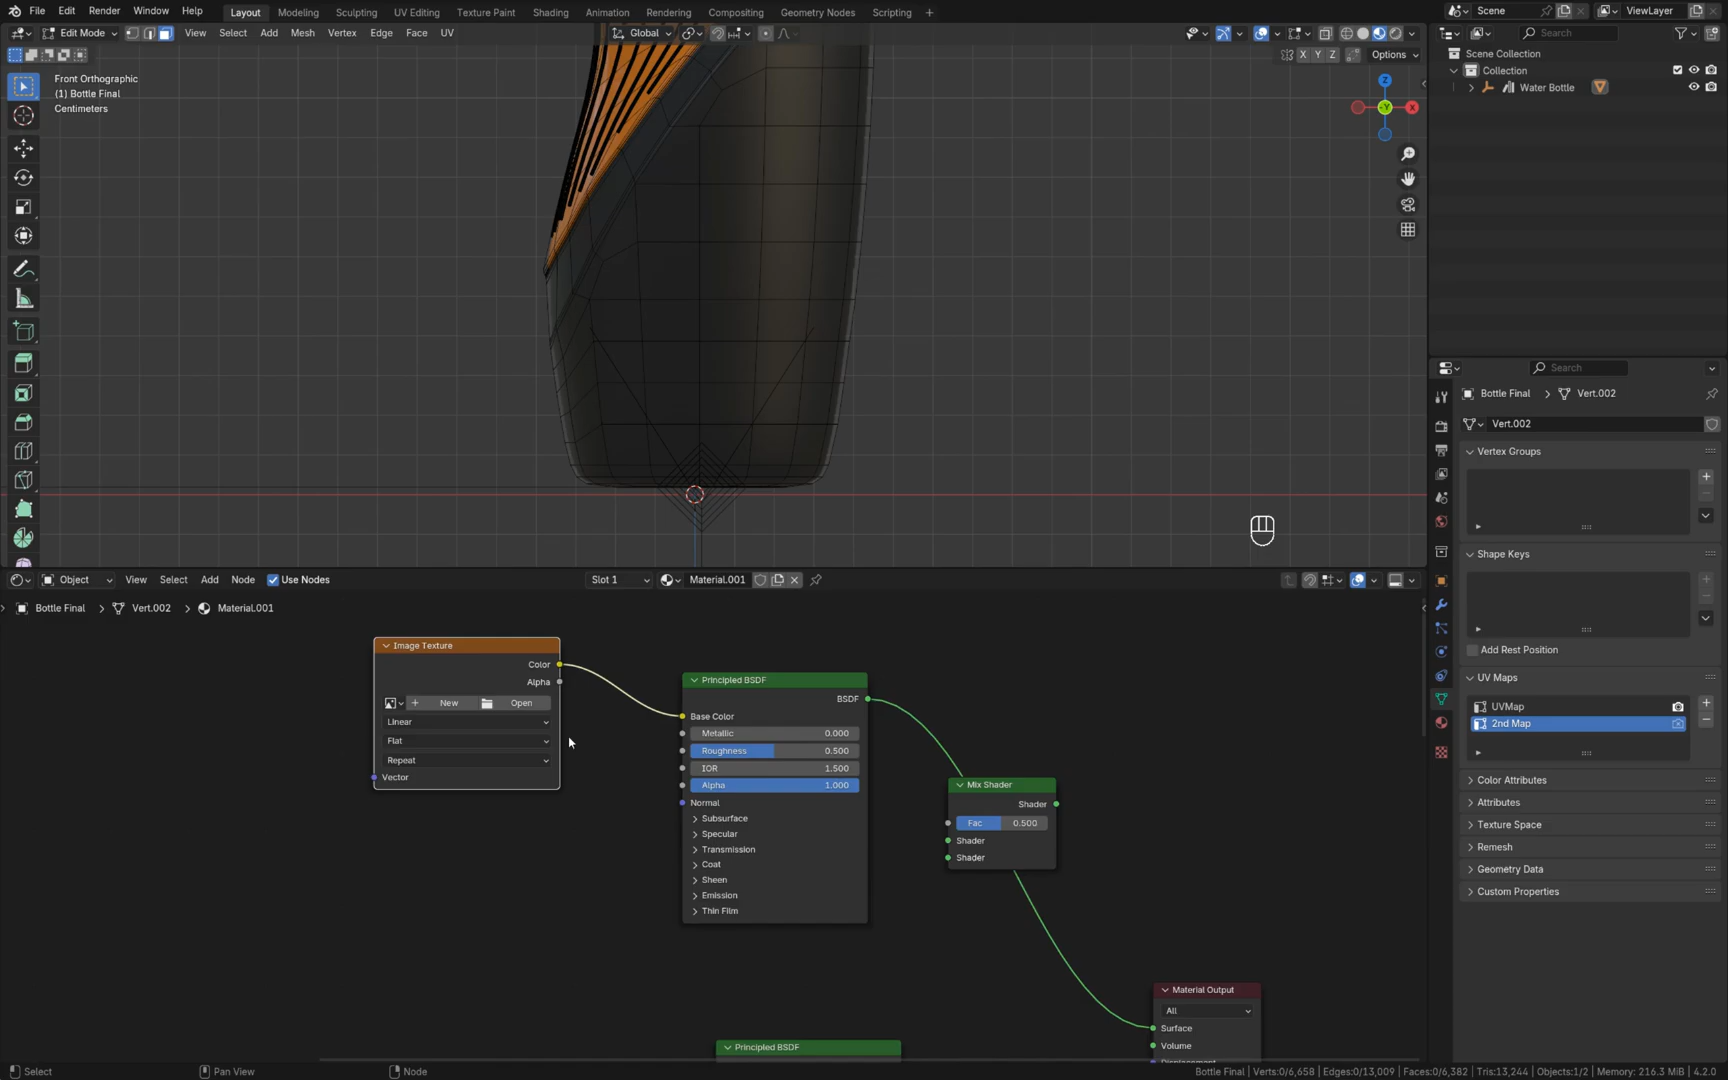 File Edit Render Window Help Layout Modeling Sculpting UV Editing Texture Paint Shading Animation Rendering Compositing Geometry Nodes Scripting
Scene ViewLayer
Edit Mode View Select Add Mesh Vertex Edge Face UV Global
X Y Z Options
Front Orthographic
(1) Bottle Final
Centimeters
Z
Y
X
Search
Scene Collection
Collection
Water Bottle
Search
Bottle Final > Vert.002
Vert.002
Vertex Groups
Shape Keys
Add Rest Position
UV Maps
UVMap
2nd Map
Color Attributes
Attributes
Texture Space
Remesh
Geometry Data
Custom Properties
Object View Select Add Node Use Nodes Slot 1 Material.001
Bottle Final > Vert.002 > Material.001
Image Texture
Color
Alpha
New Open
Linear
Flat
Repeat
Vector
Principled BSDF
BSDF
Base Color
Metallic 0.000
Roughness 0.500
IOR 1.500
Alpha 1.000
Normal
Subsurface
Specular
Transmission
Coat
Sheen
Emission
Thin Film
Mix Shader
Shader
Fac 0.500
Shader
Shader
Material Output
All
Surface
Volume
Displacement
Principled BSDF
Select Pan View Node
Bottle Final | Verts:0/6,658 | Edges:0/13,009 | Faces:0/6,382 | Tris:13,244 | Objects:1/2 | Memory: 216.3 MiB | 4.2.0